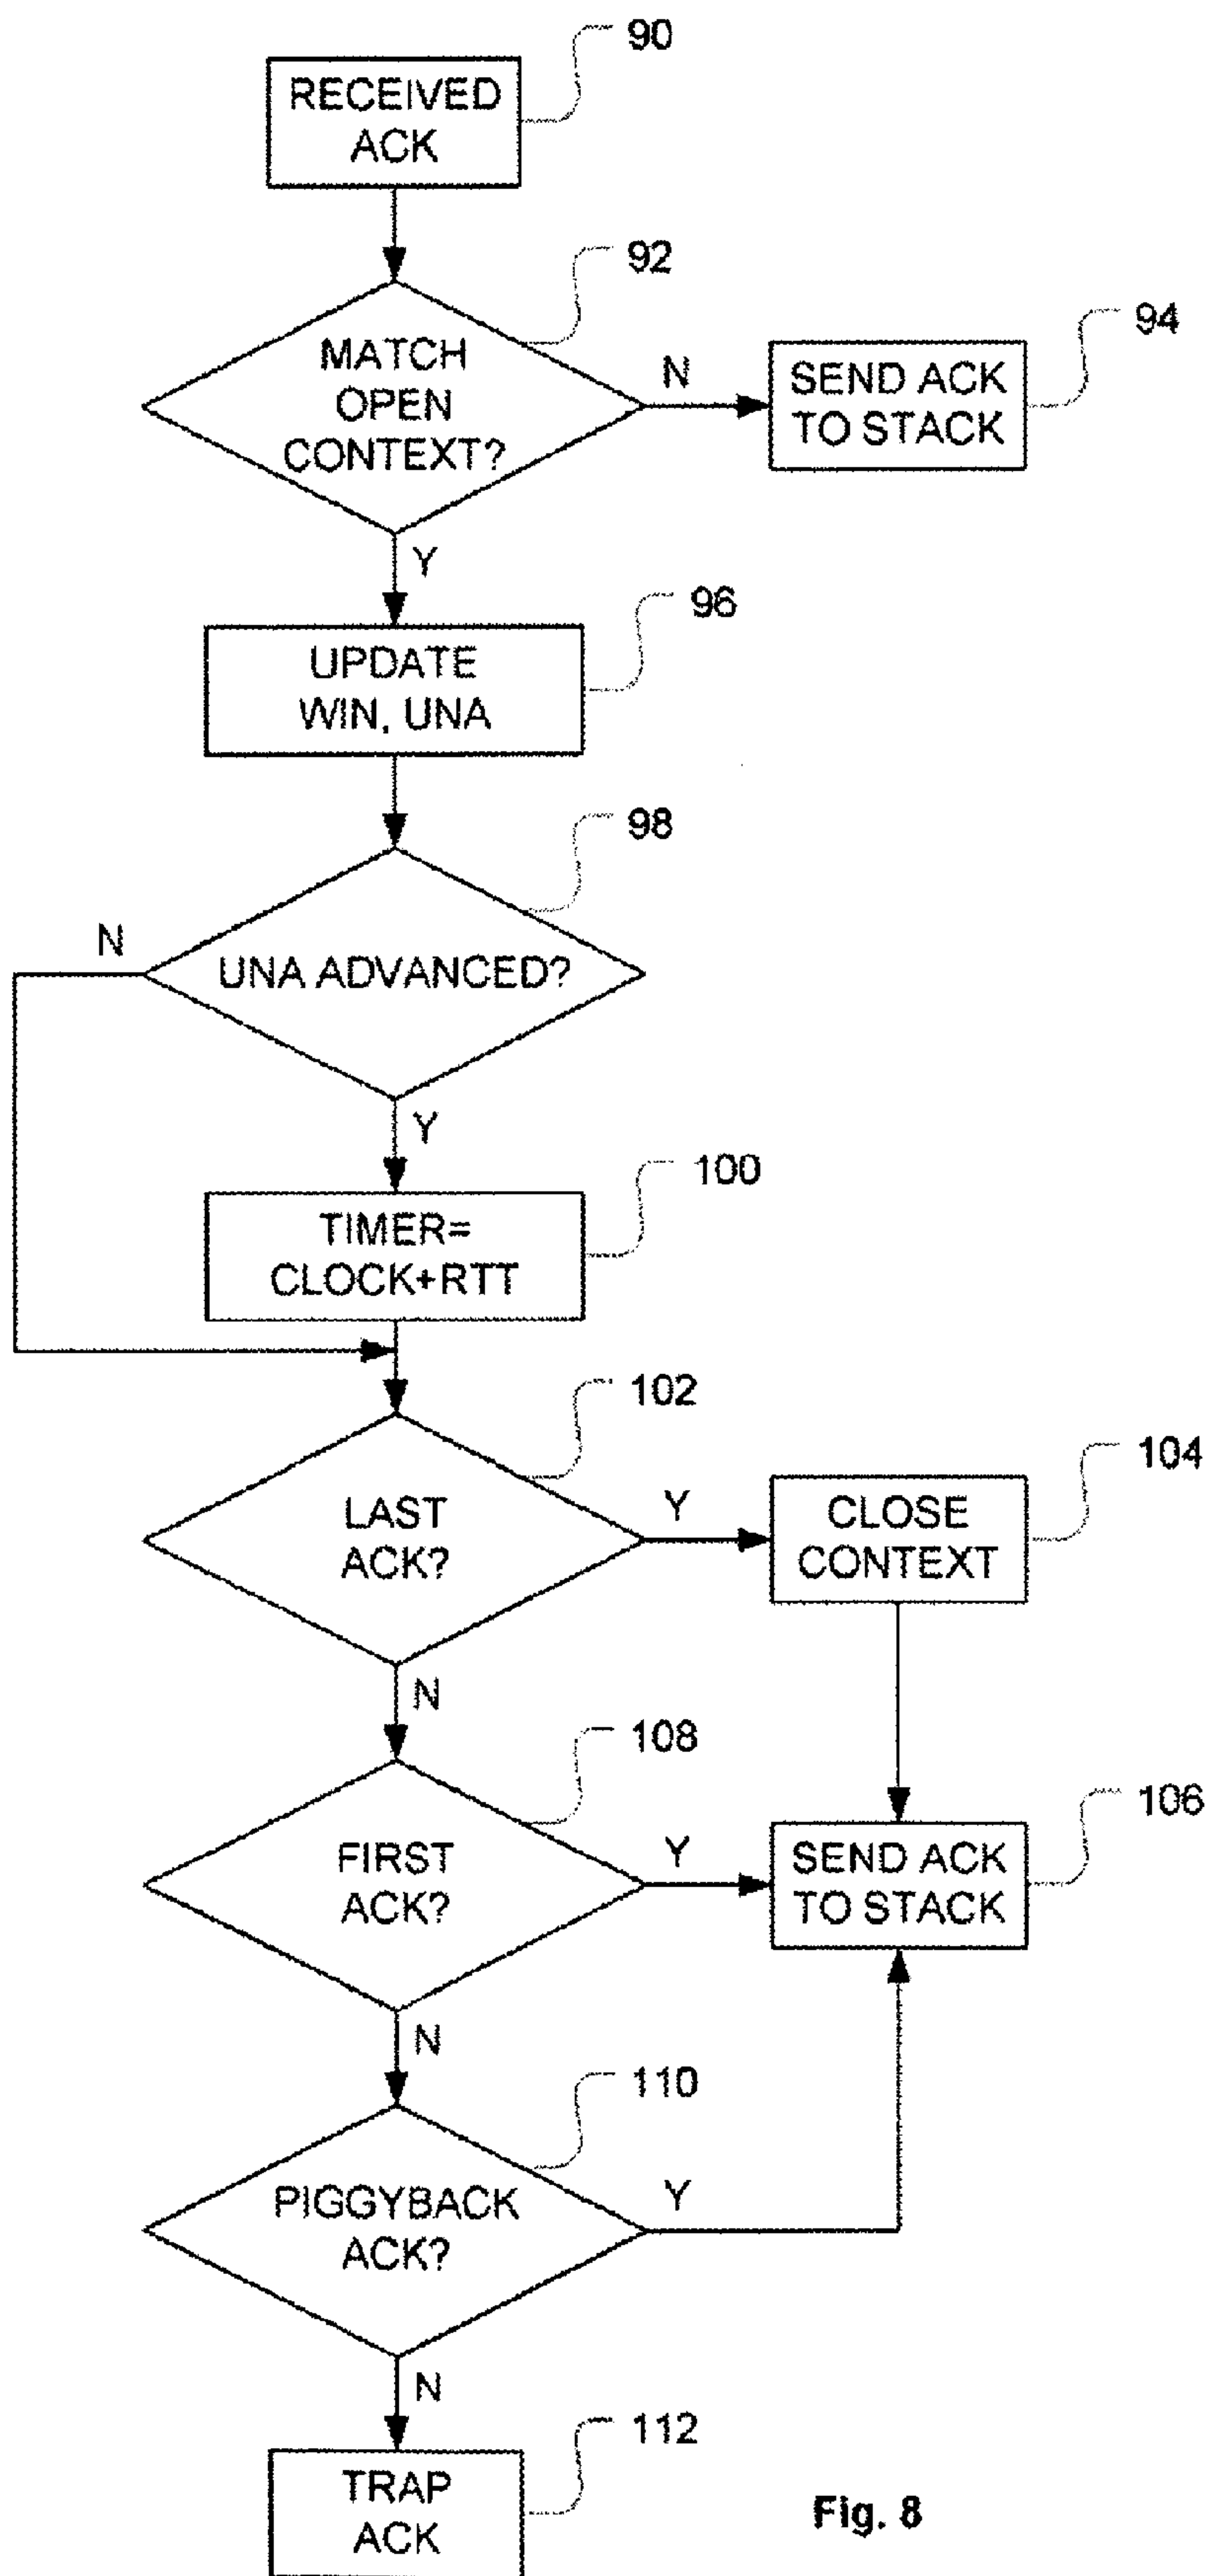 90
RECEIVED
ACK
92
MATCH
OPEN
CONTEXT?
N
94
SEND ACK
TO STACK
Y
96
UPDATE
WIN, UNA
98
N
UNA ADVANCED?
Y
100
TIMER=
CLOCK+RTT
102
LAST
ACK?
Y
104
CLOSE
CONTEXT
N
108
FIRST
ACK?
Y
106
SEND ACK
TO STACK
N
110
PIGGYBACK
ACK?
Y
N
112
TRAP
ACK
Fig. 8